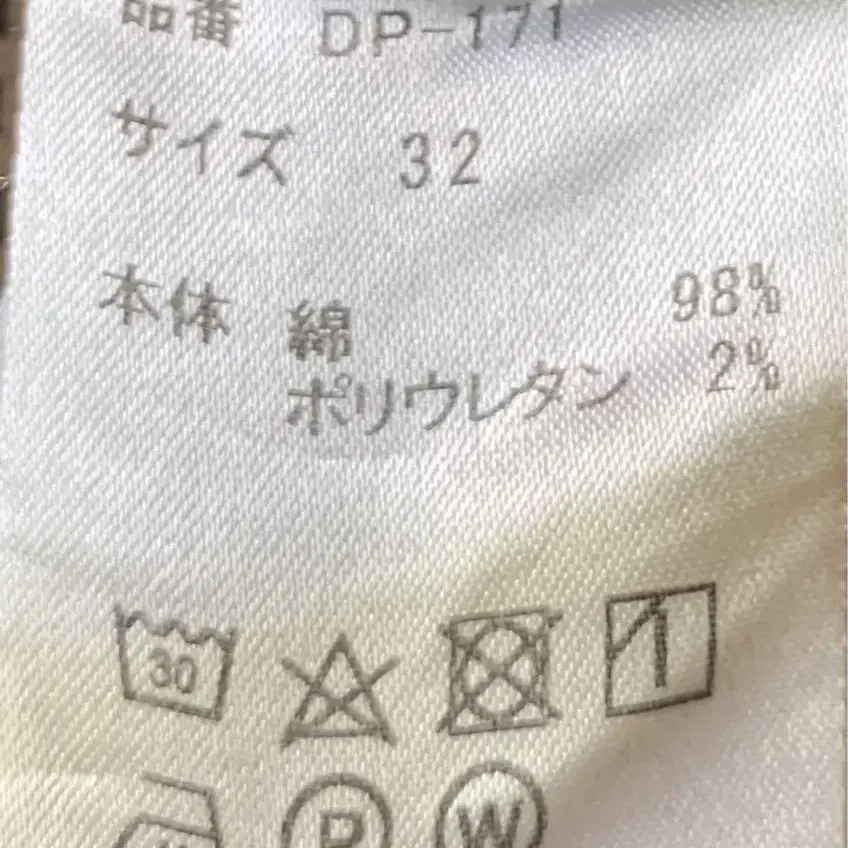 品番 DP-171
サイズ 32
本体 綿 98%
ポリウレタン 2%
30
P W